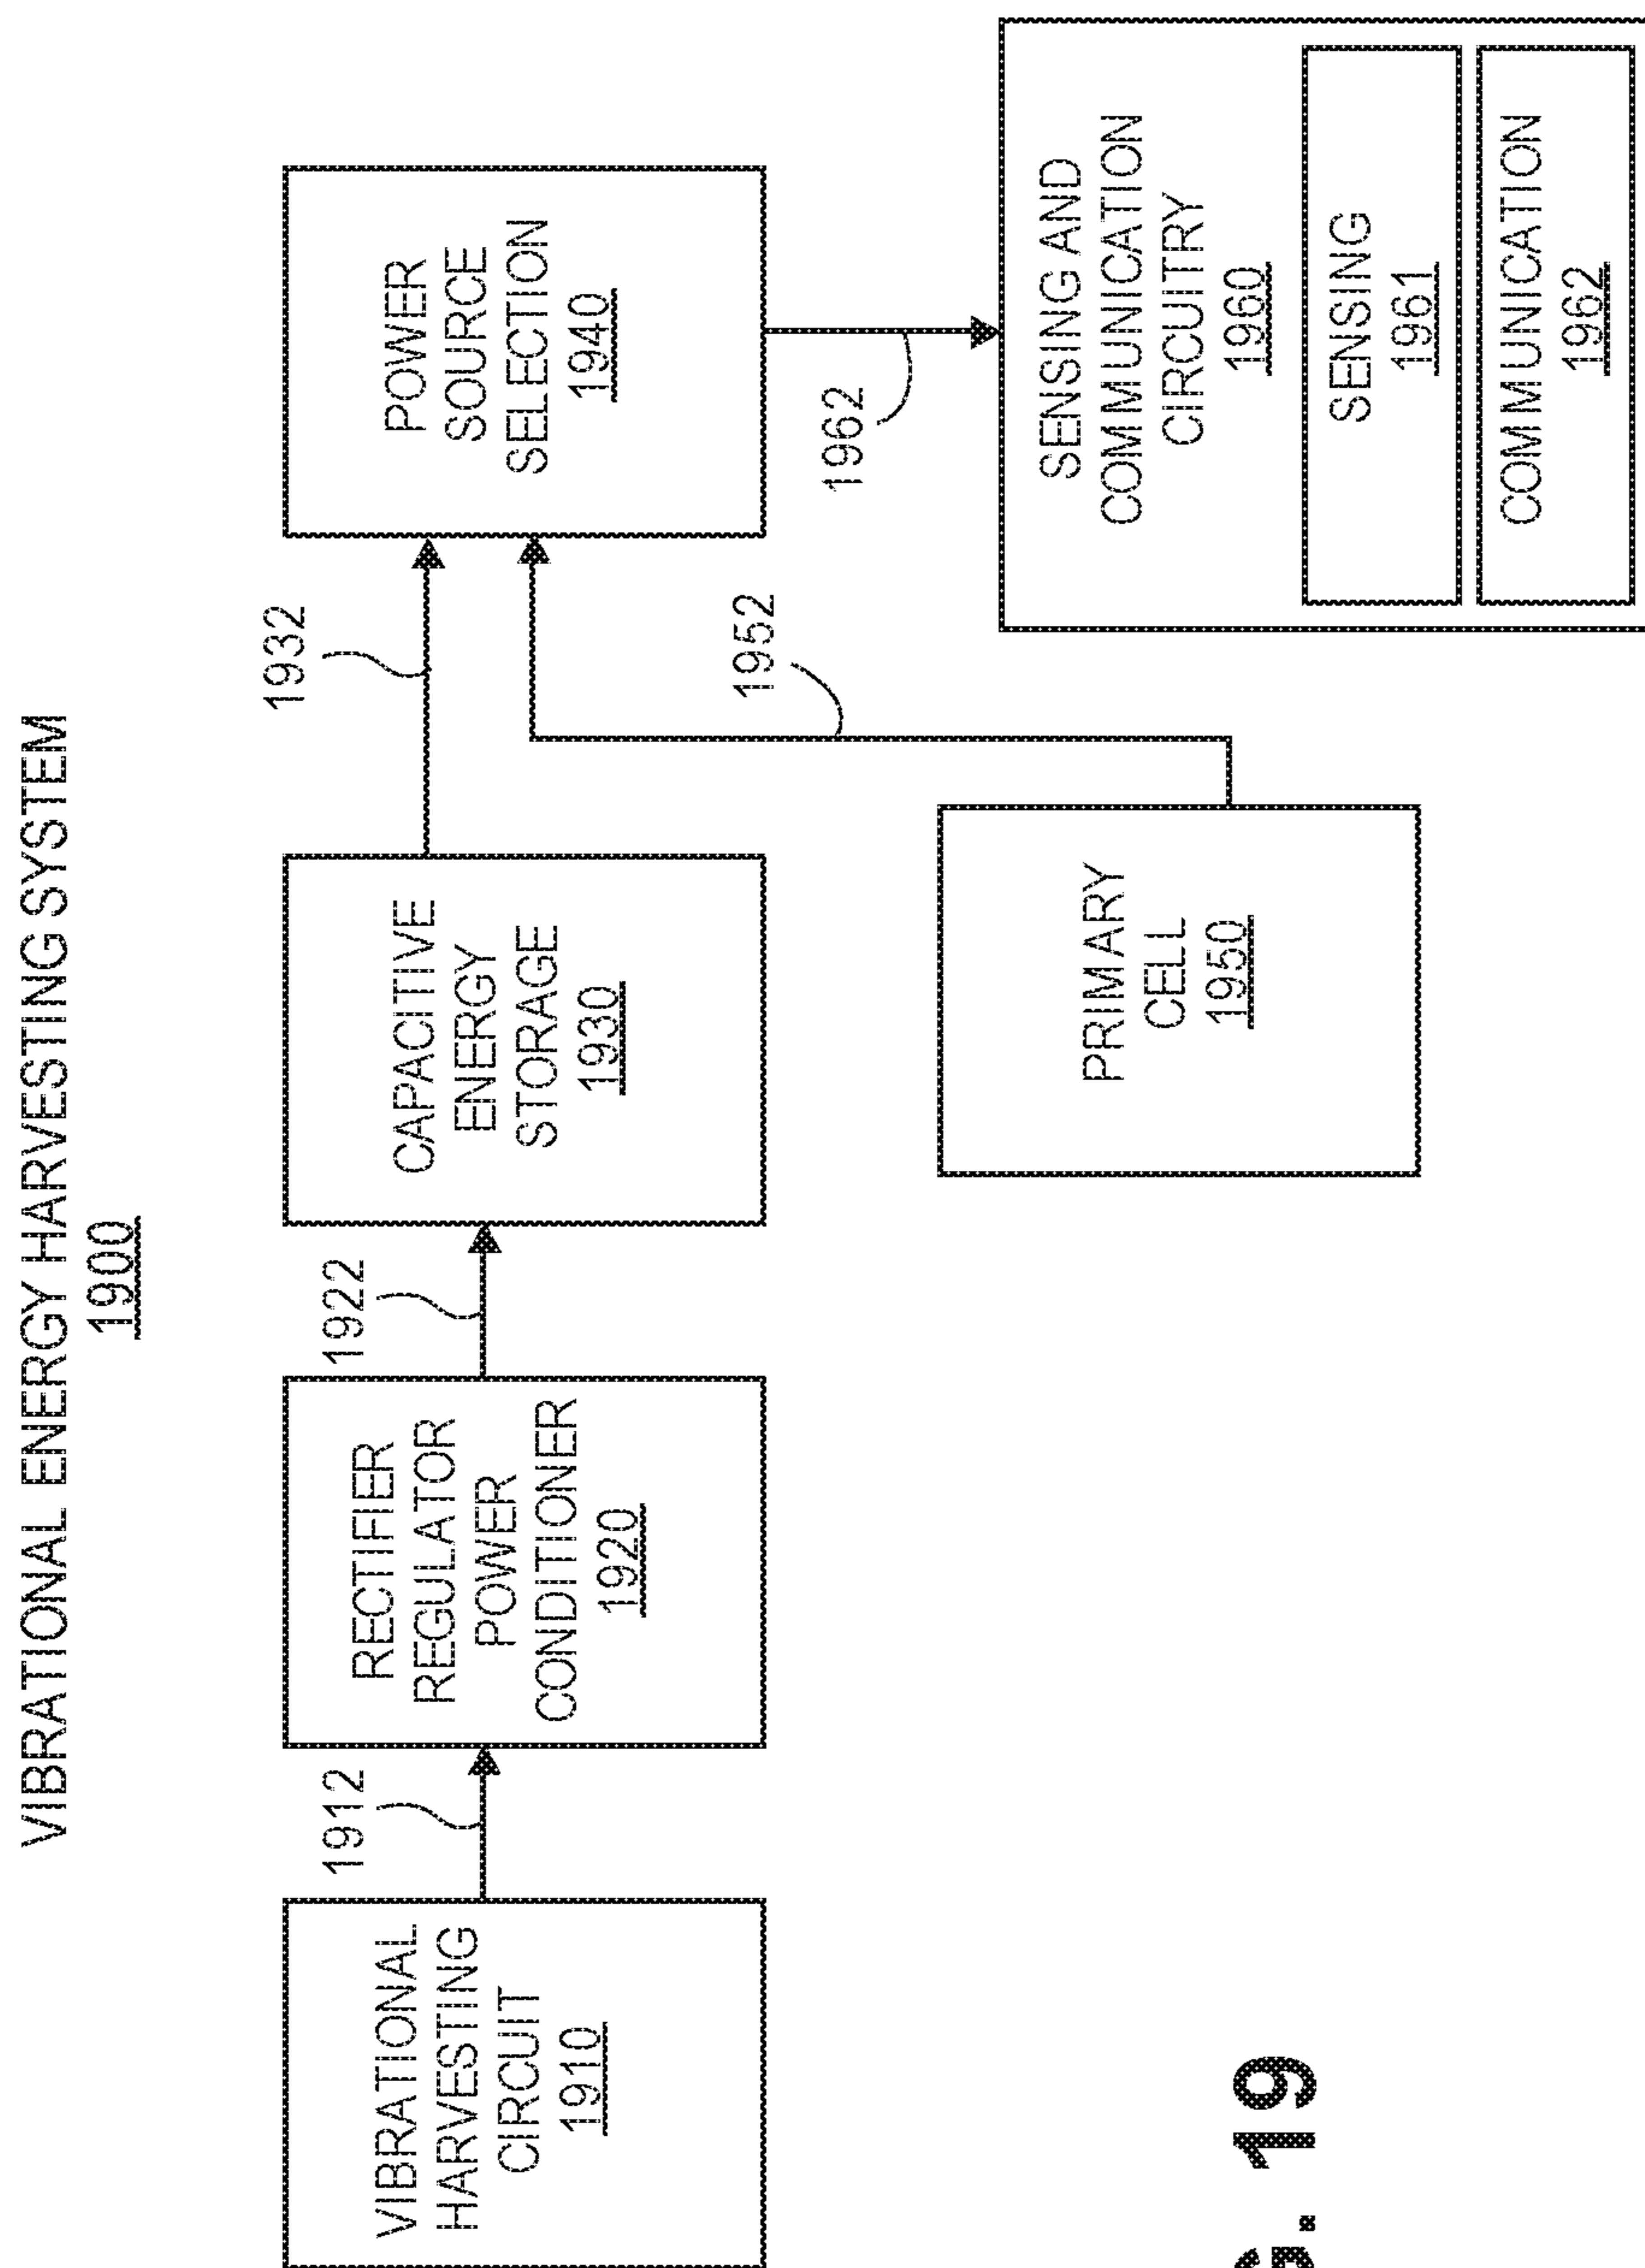 VIBRATIONAL ENERGY HARVESTING SYSTEM
1900
VIBRATIONAL
HARVESTING
CIRCUIT
1910
1912
RECTIFIER
REGULATOR
POWER
CONDITIONER
1920
1922
CAPACITIVE
ENERGY
STORAGE
1930
1932
POWER
SOURCE
SELECTION
1940
PRIMARY
CELL
1950
1952
1962
SENSING AND
COMMUNICATION
CIRCUITRY
1960
SENSING
1961
COMMUNICATION
1962
G. 19